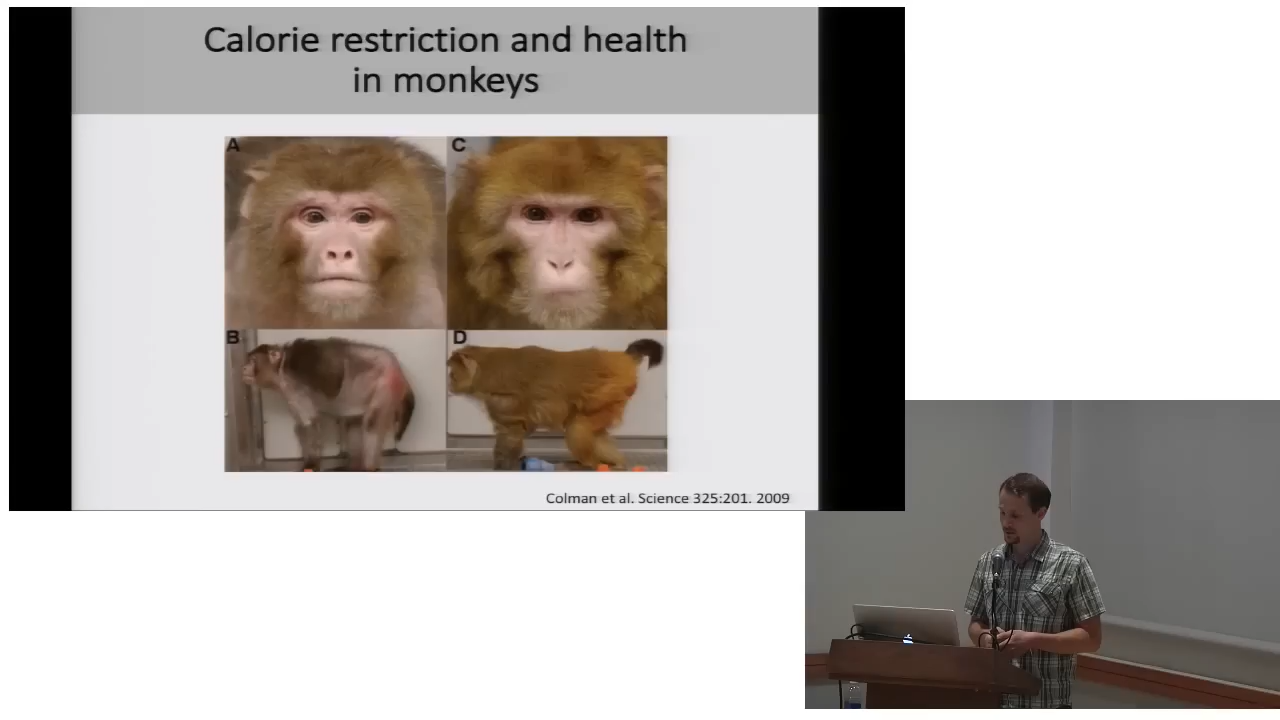 Calorie restriction and health
in monkeys
A
C
B
D
Colman et al. Science 325:201. 2009